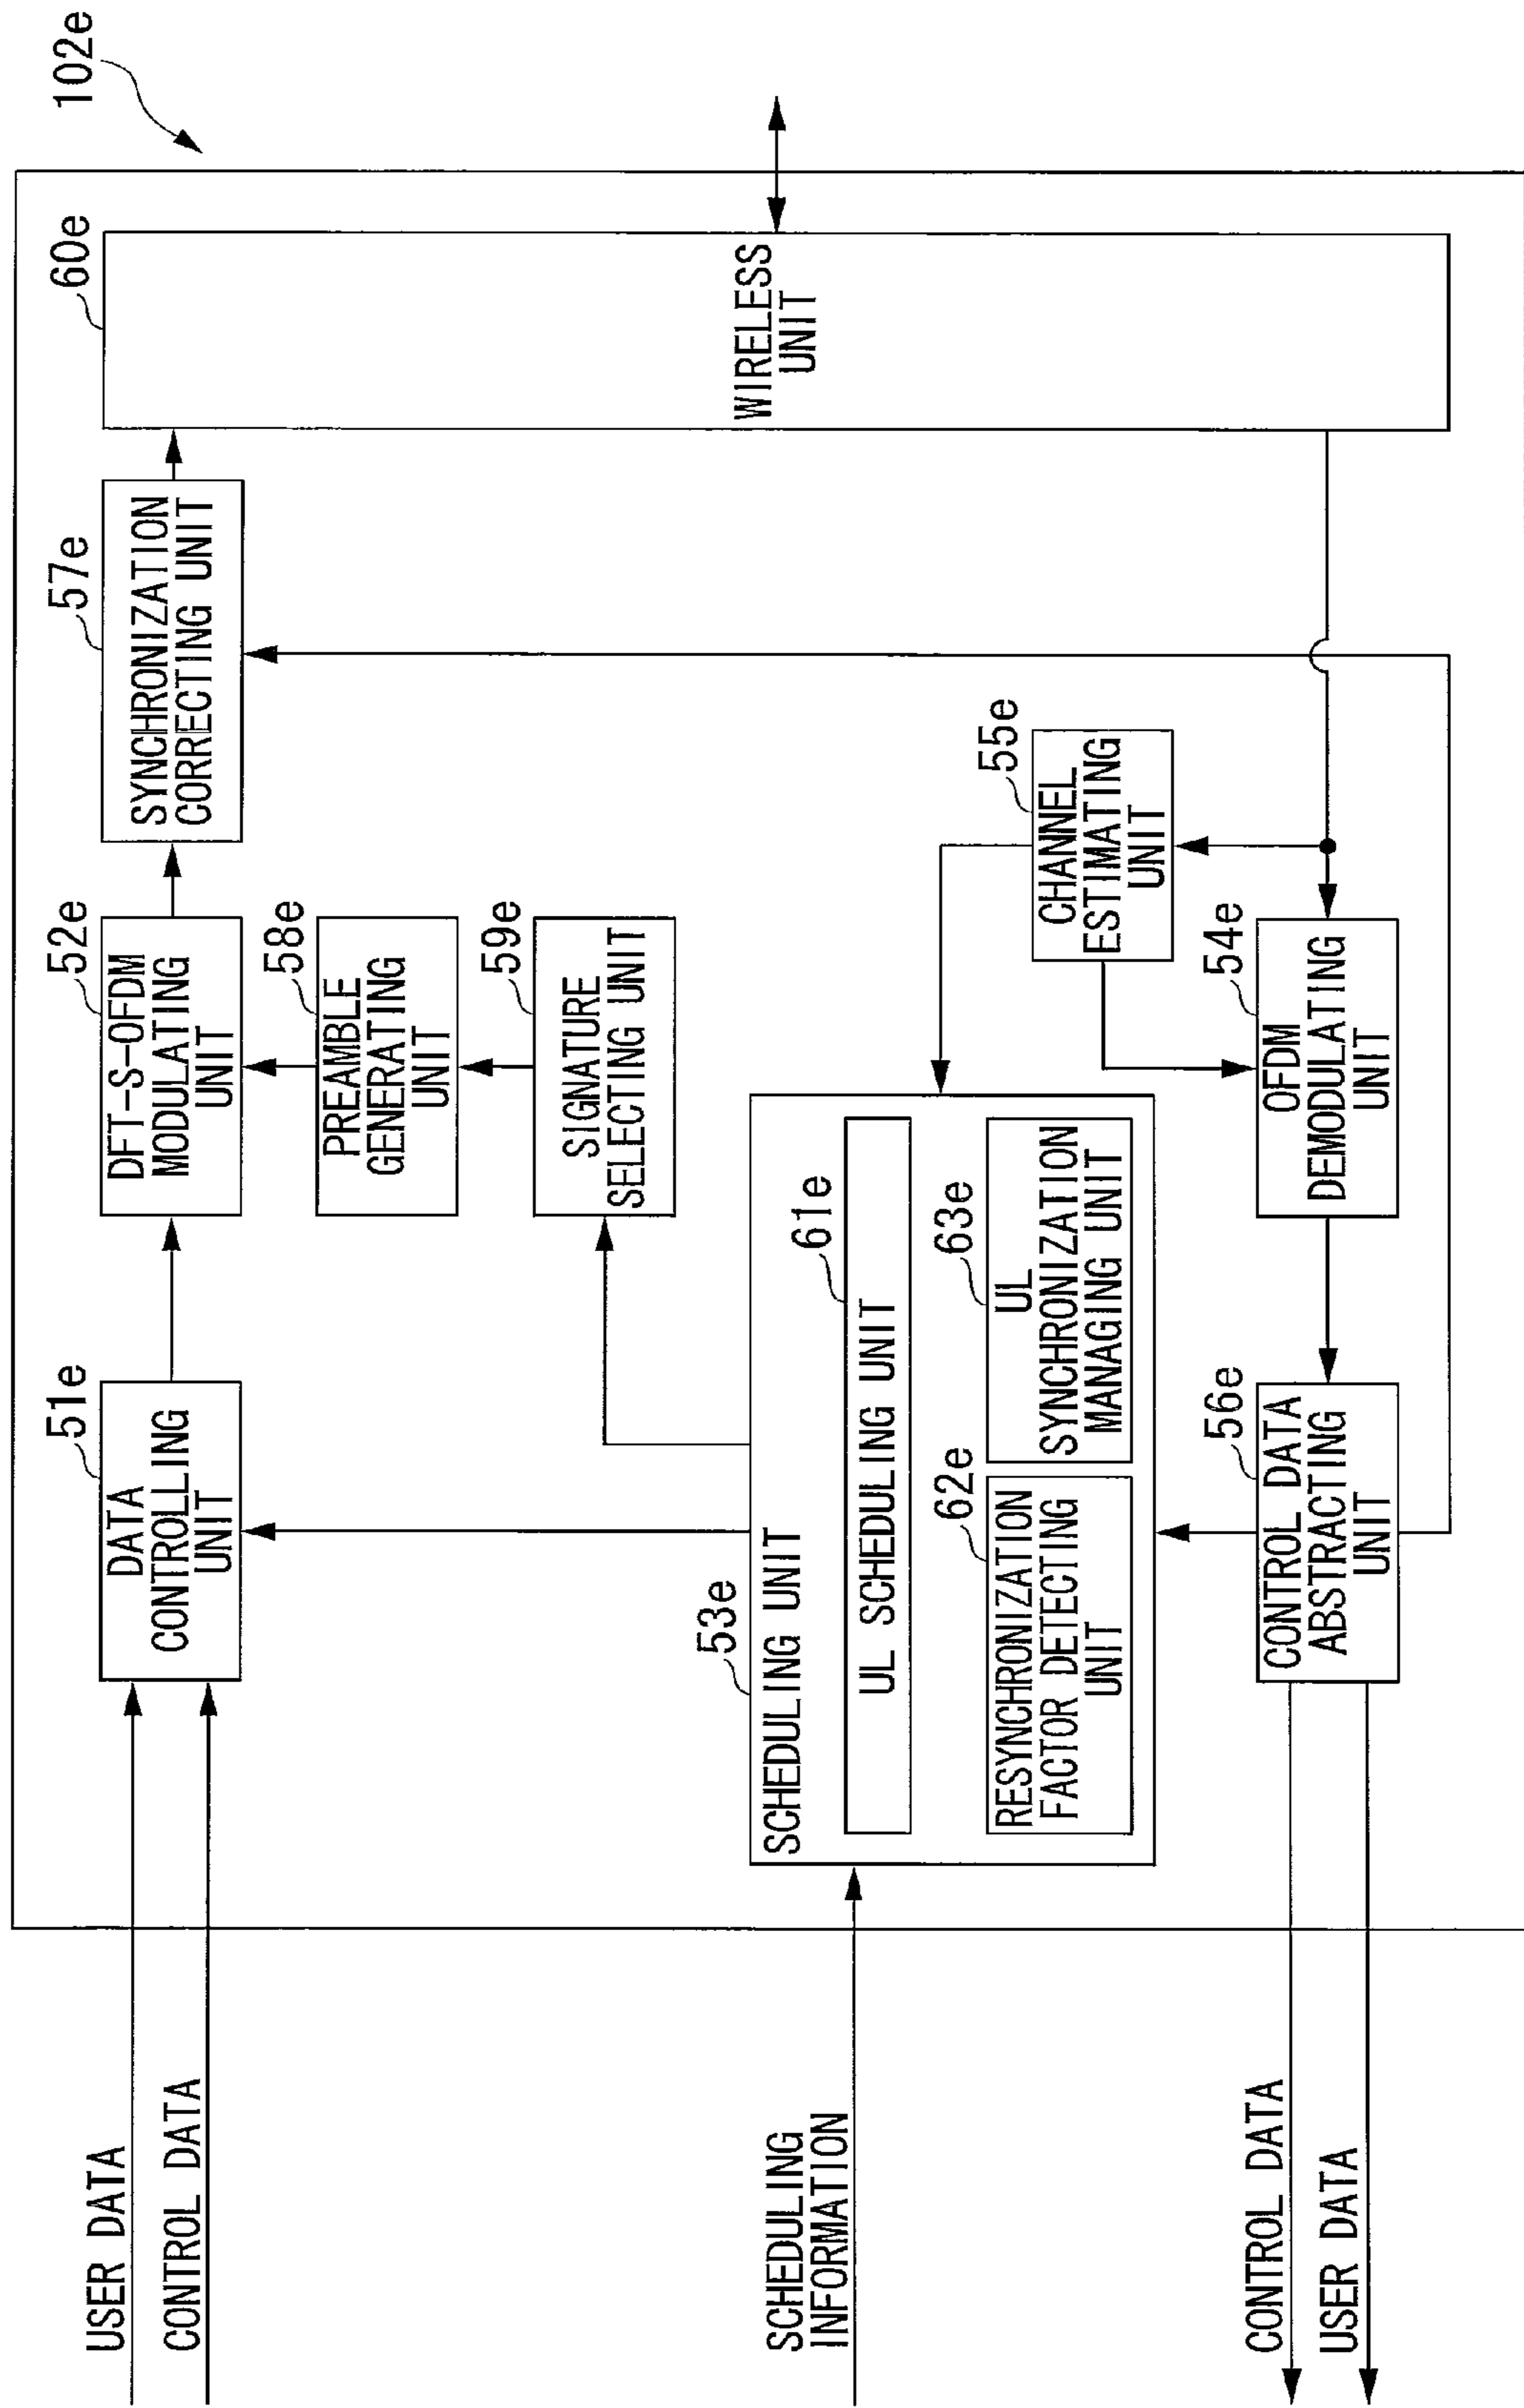 102e
USER DATA
CONTROL DATA
51e
DATA
CONTROLLING
UNIT
52e
DFT-S-OFDM
MODULATING
UNIT
57e
SYNCHRONIZATION
CORRECTING UNIT
60e
WIRELESS
UNIT
58e
PREAMBLE
GENERATING
UNIT
59e
SIGNATURE
SELECTING UNIT
SCHEDULING
INFORMATION
53e
SCHEDULING UNIT
61e
UL SCHEDULING UNIT
62e
RESYNCHRONIZATION
FACTOR DETECTING
UNIT
63e
UL
SYNCHRONIZATION
MANAGING UNIT
55e
CHANNEL
ESTIMATING
UNIT
CONTROL DATA
USER DATA
56e
CONTROL DATA
ABSTRACTING
UNIT
54e
OFDM
DEMODULATING
UNIT